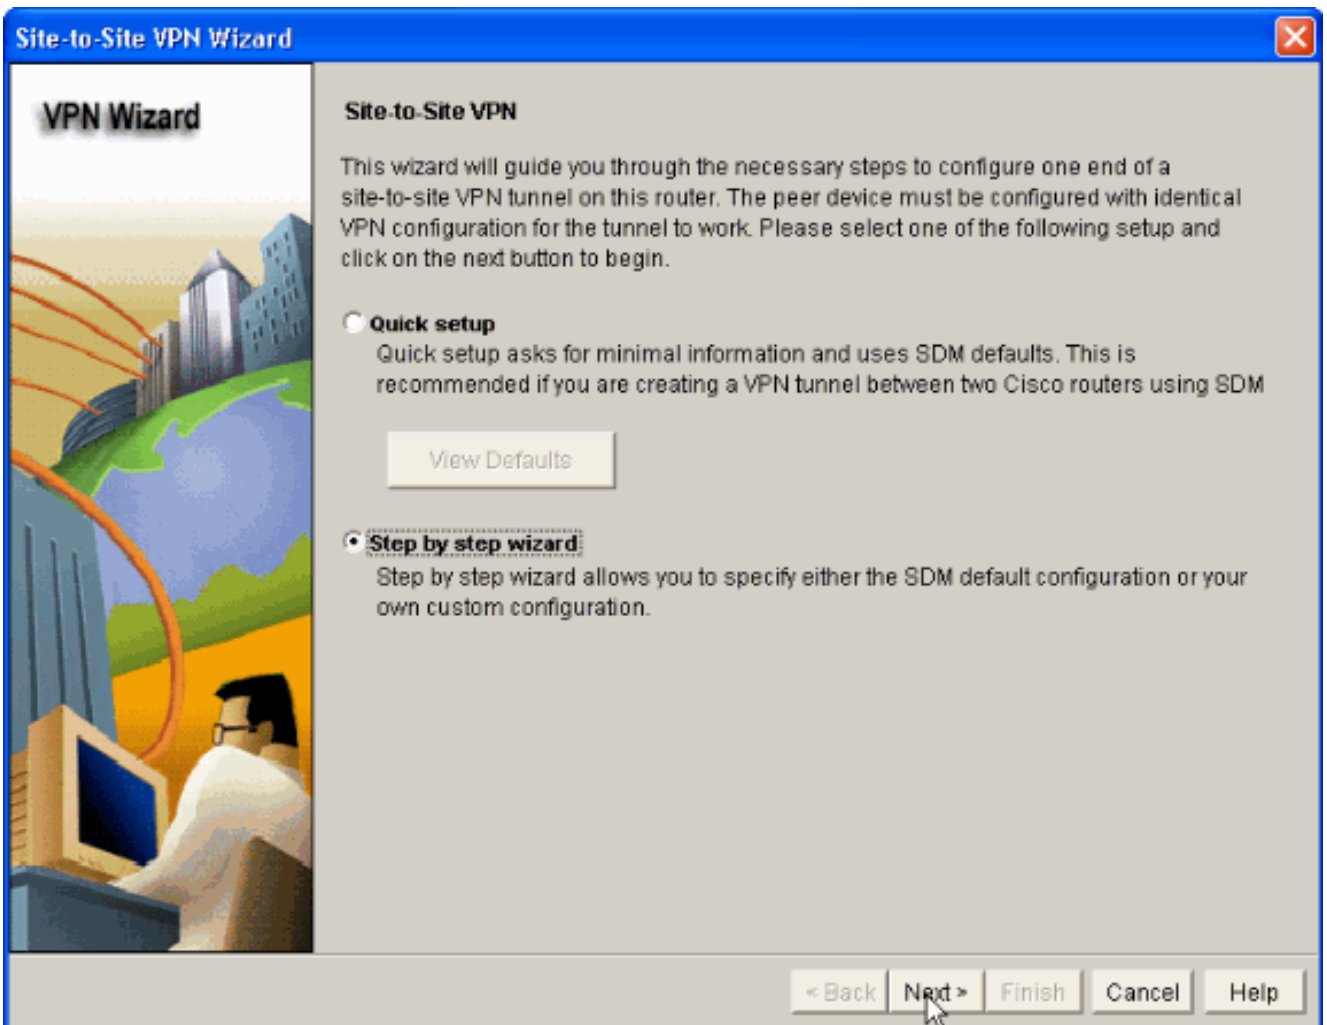 Site-to-Site VPN Wizard
VPN Wizard
Site-to-Site VPN
This wizard will guide you through the necessary steps to configure one end of a
site-to-site VPN tunnel on this router. The peer device must be configured with identical
VPN configuration for the tunnel to work. Please select one of the following setup and
click on the next button to begin.
Quick setup
Quick setup asks for minimal information and uses SDM defaults. This is
recommended if you are creating a VPN tunnel between two Cisco routers using SDM
View Defaults
Step by step wizard
Step by step wizard allows you to specify either the SDM default configuration or your
own custom configuration.
< Back Next > Finish Cancel Help